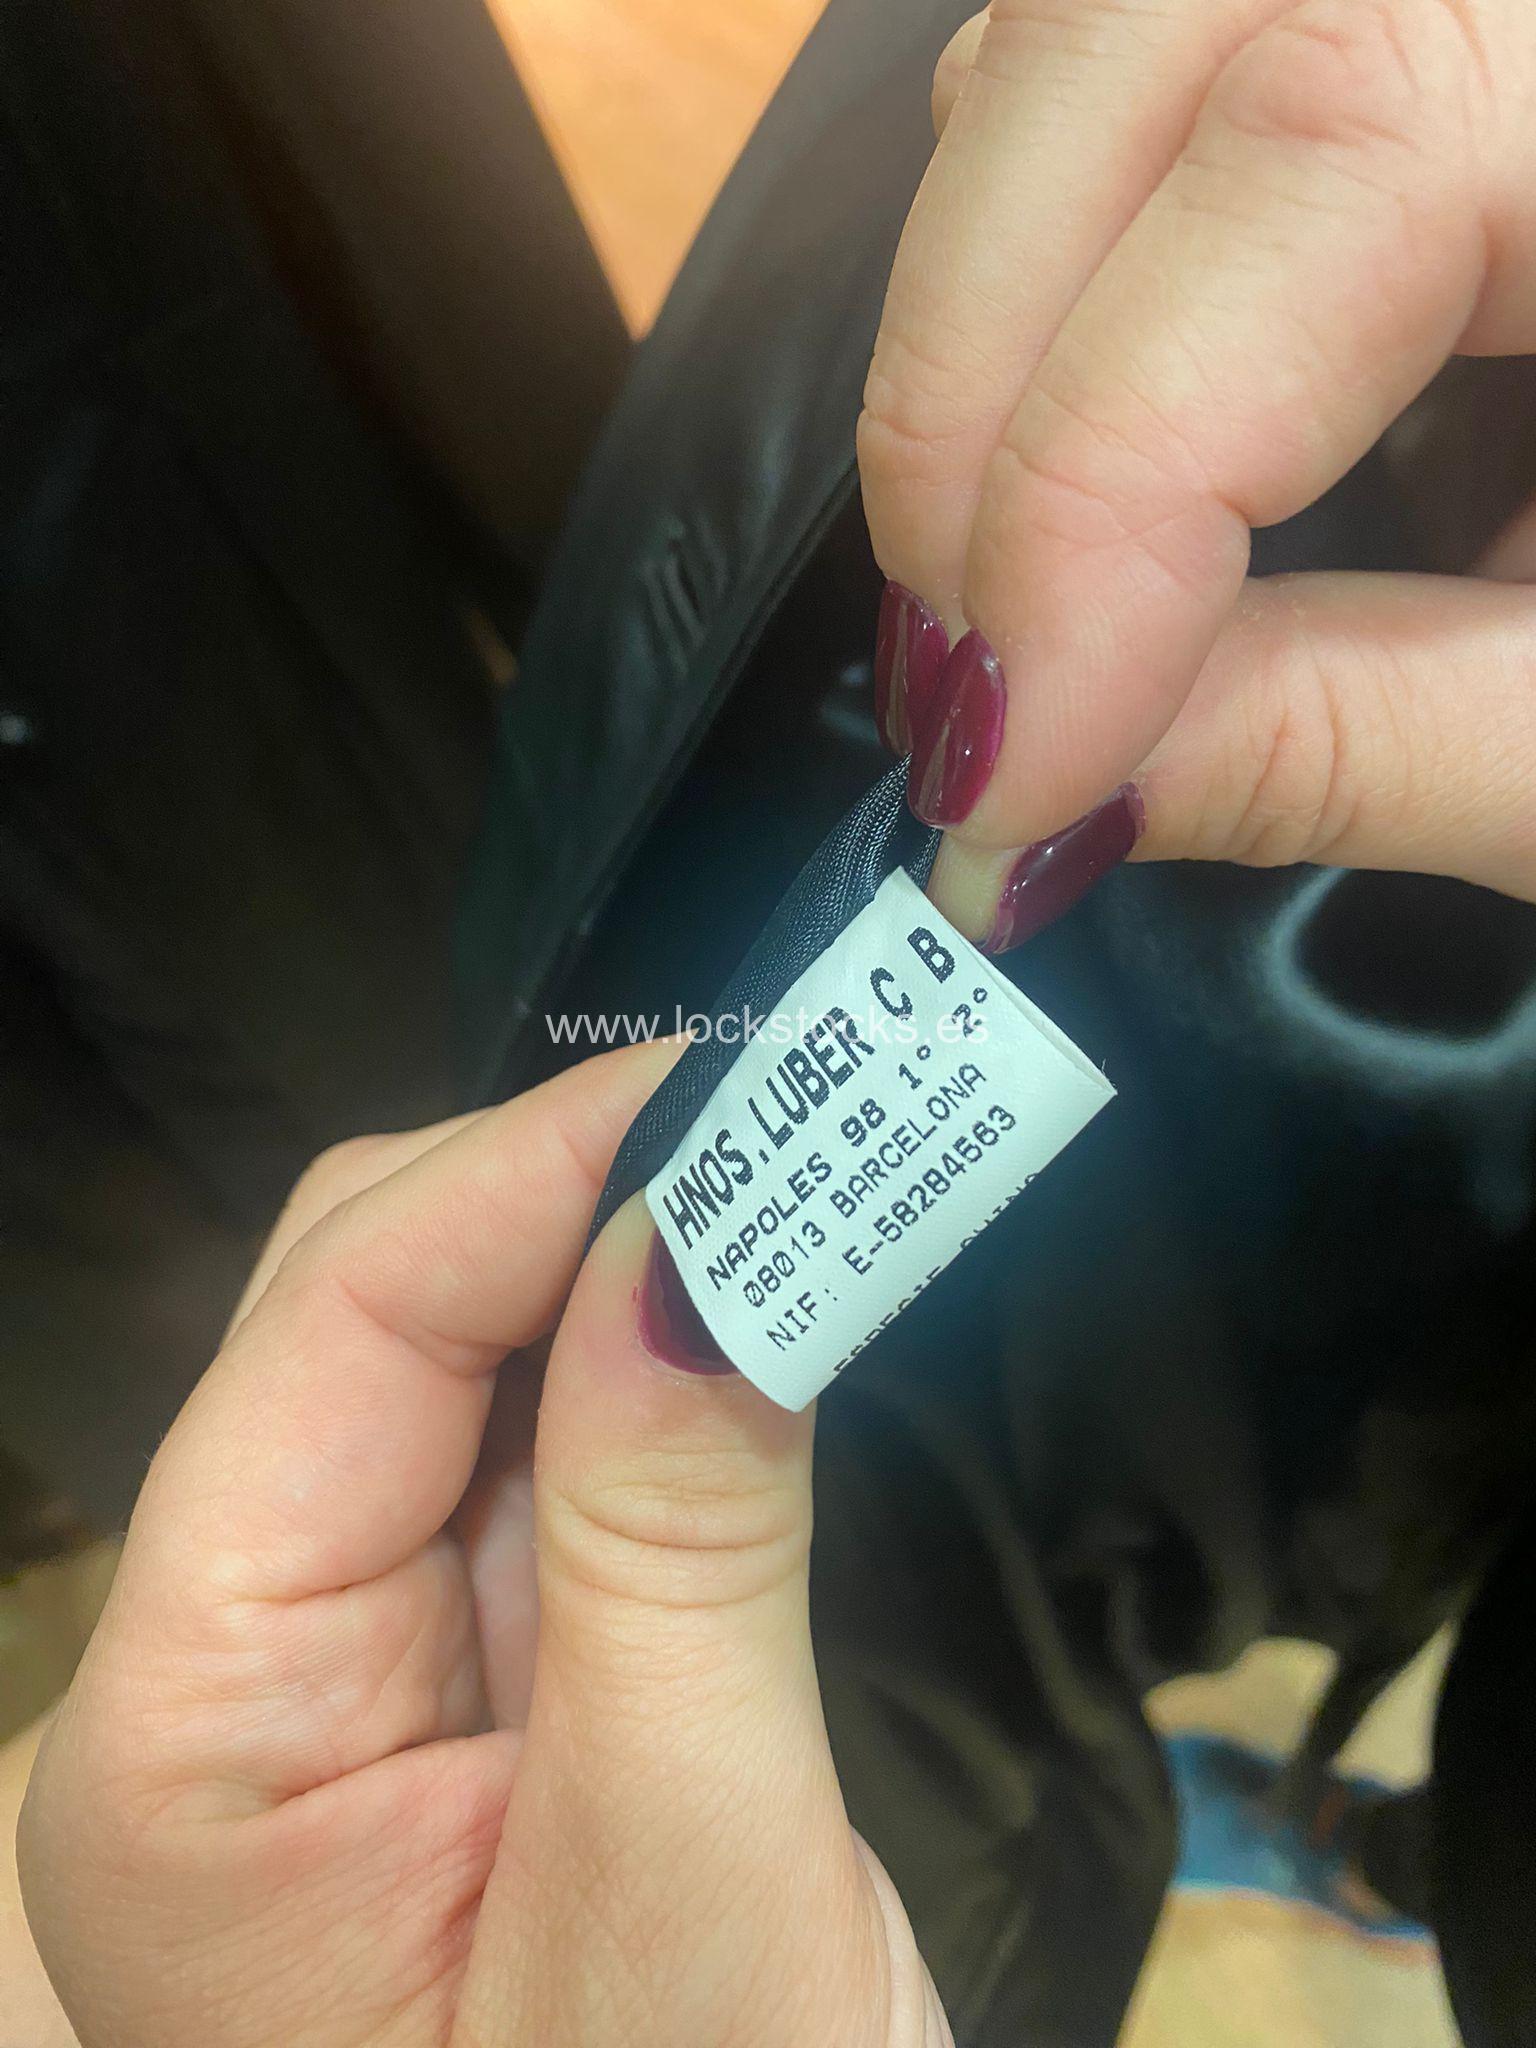 HNOS.LUBER C B
NAPOLES 98 1° 2°
08013 BARCELONA
NIF: E-58284563
www.lockstocks.es